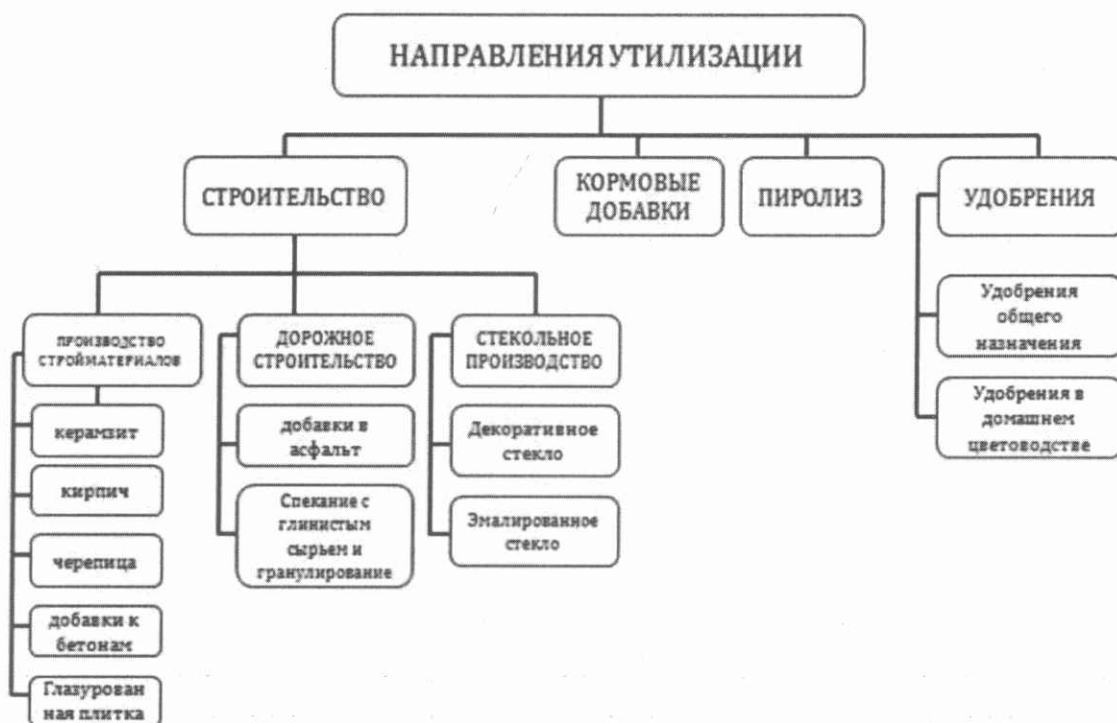 НАПРАВЛЕНИЯ УТИЛИЗАЦИИ
СТРОИТЕЛЬСТВО
КОРМОВЫЕ
ДОБАВКИ
ПИРОЛИЗ
УДОБРЕНИЯ
ПРОИЗВОДСТВО
СТРОЙМАТЕРИАЛОВ
керамзит
кирпич
черепица
добавки к
бетонам
Глазурован
ная плитка
ДОРОЖНОЕ
СТРОИТЕЛЬСТВО
добавки в
асфальт
Спекание с
глинистым
сырьем и
гранулирование
СТЕКОЛЬНОЕ
ПРОИЗВОДСТВО
Декоративное
стекло
Эмалированное
стекло
Удобрения
общего
назначения
Удобрения в
домашнем
цветоводстве